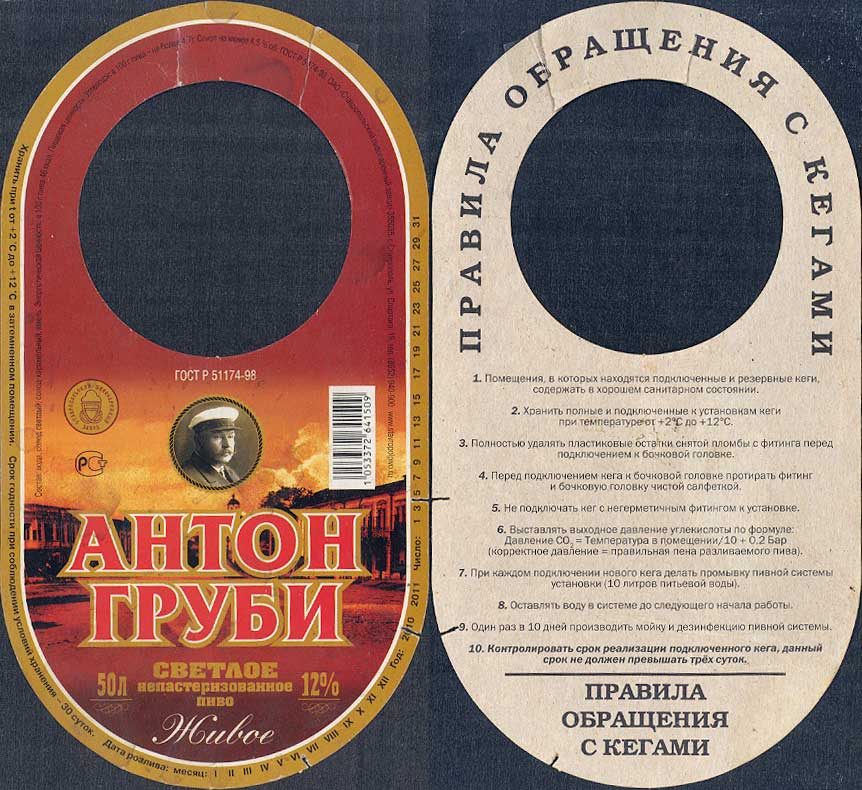 Хранить при t от +2°С до +12°С в затемненном помещении. Срок годности при соблюдении условий хранения – 30 суток. Дата розлива: месяц: I II III IV V VI VII VIII IX X XI XII Год: 2010 2011 Число: 1 3 5 7 9 11 13 15 17 19 21 23 25 27 29 31
ГОСТ Р 51174-98
РСТ
1053372641509
АНТОН
ГРУБИ
СВЕТЛОЕ
50л непастеризованное 12%
пиво
Живое
ПРАВИЛА ОБРАЩЕНИЯ С КЕГАМИ
1. Помещения, в которых находятся подключенные и резервные кеги,
содержать в хорошем санитарном состоянии.
2. Хранить полные и подключенные к установкам кеги
при температуре от +2°С до +12°С.
3. Полностью удалять пластиковые остатки снятой пломбы с фитинга перед
подключением к бочковой головке.
4. Перед подключением кега к бочковой головке протирать фитинг
и бочковую головку чистой салфеткой.
5. Не подключать кег с негерметичным фитингом к установке.
6. Выставлять выходное давление углекислоты по формуле:
Давление CO2 = Температура в помещении/10 + 0.2 Бар
(корректное давление = правильная пена разливаемого пива).
7. При каждом подключении нового кега делать промывку пивной системы
установки (10 литров питьевой воды).
8. Оставлять воду в системе до следующего начала работы.
9. Один раз в 10 дней производить мойку и дезинфекцию пивной системы.
10. Контролировать срок реализации подключенного кега, данный
срок не должен превышать трёх суток.
ПРАВИЛА
ОБРАЩЕНИЯ
С КЕГАМИ